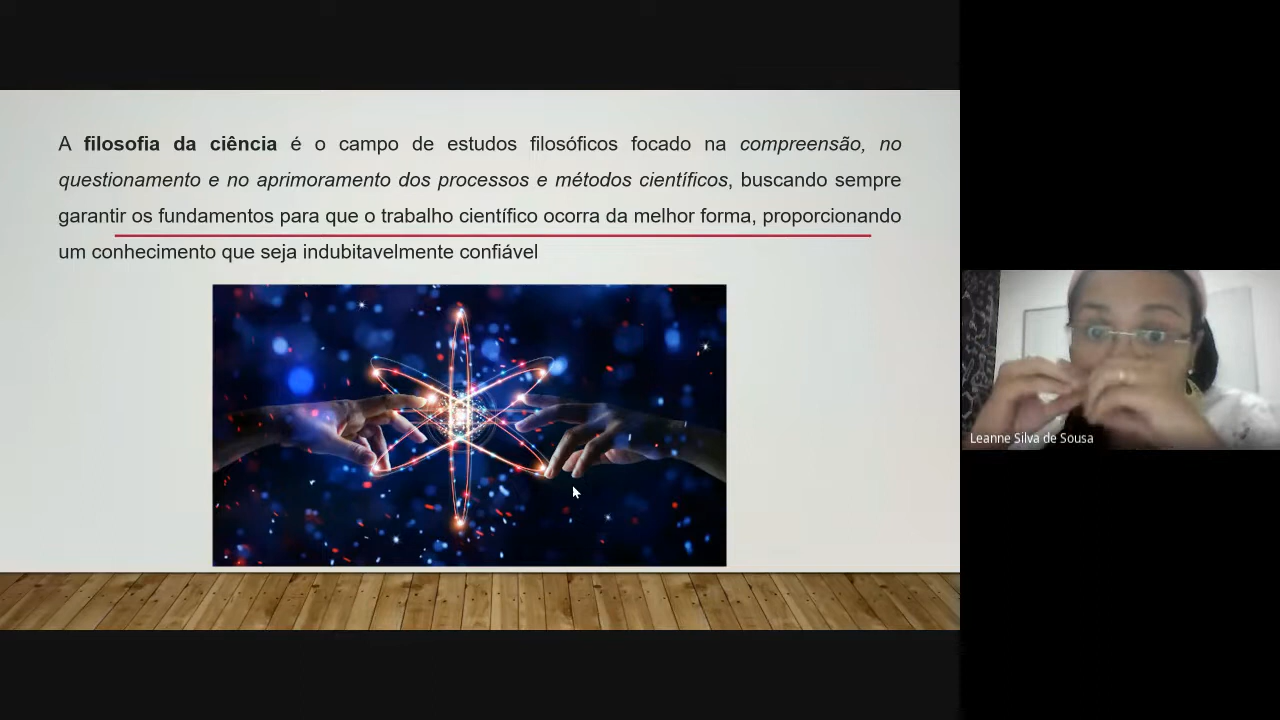 A filosofia da ciência é o campo de estudos filosóficos focado na compreensão, no
questionamento e no aprimoramento dos processos e métodos científicos, buscando sempre
garantir os fundamentos para que o trabalho científico ocorra da melhor forma, proporcionando
um conhecimento que seja indubitavelmente confiável
Leanne Silva de Sousa